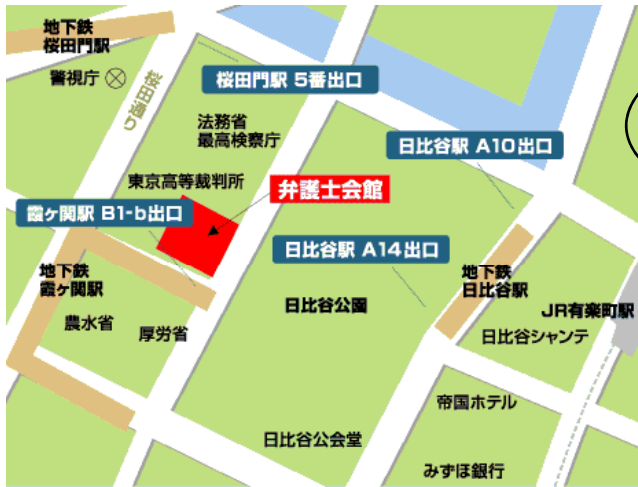 地下鉄
桜田門駅
警視庁
桜田通り
桜田門駅 5番出口
法務省
最高検察庁
日比谷駅 A10出口
東京高等裁判所
弁護士会館
霞ヶ関駅 B1-b出口
日比谷駅 A14出口
地下鉄
霞ヶ関駅
地下鉄
日比谷駅
日比谷公園
JR有楽町駅
農水省
厚労省
日比谷シャンテ
帝国ホテル
日比谷公会堂
みずほ銀行